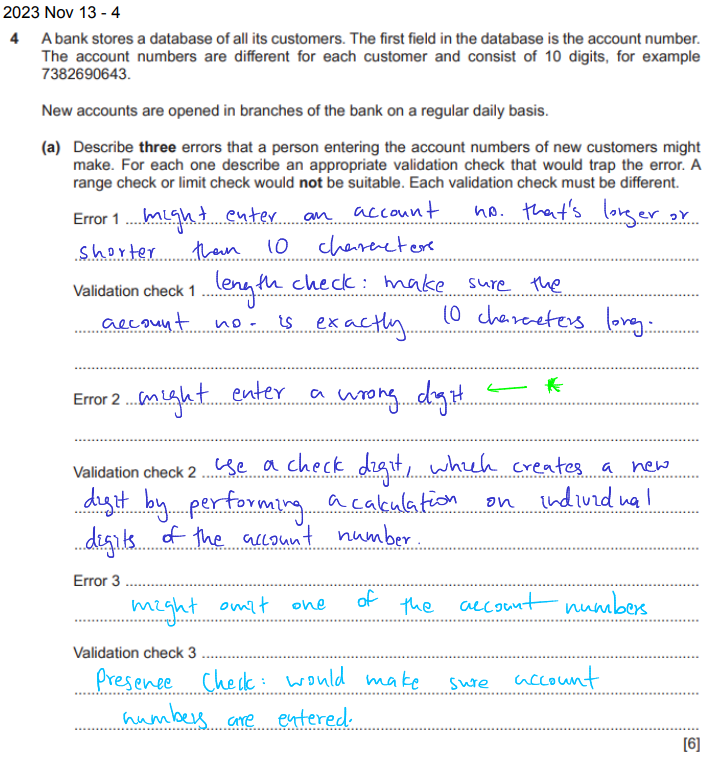 2023 Nov 13 - 4
4 A bank stores a database of all its customers. The first field in the database is the account number.
The account numbers are different for each customer and consist of 10 digits, for example
7382690643.
New accounts are opened in branches of the bank on a regular daily basis.
(a) Describe three errors that a person entering the account numbers of new customers might
make. For each one describe an appropriate validation check that would trap the error. A
range check or limit check would not be suitable. Each validation check must be different.
Error 1 might enter an account no. that's longer or
shorter than 10 characters
Validation check 1 length check: make sure the
account no. is exactly 10 characters long.
Error 2 might enter a wrong digit ← *
Validation check 2 use a check digit, which creates a new
digit by performing a calculation on individual
digits of the account number.
Error 3
might omit one of the account numbers
Validation check 3
Presence Check: would make sure account
numbers are entered.
[6]